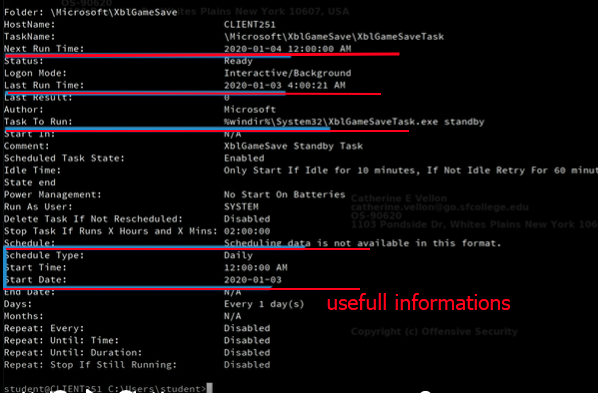 OS-90620
Whites Plains New York 10607, USA
Folder: \Microsoft\XblGameSave
HostName: CLIENT251
TaskName: \Microsoft\XblGameSave\XblGameSaveTask
Next Run Time: 2020-01-04 12:00:00 AM
Status: Ready
Logon Mode: Interactive/Background
Last Run Time: 2020-01-03 4:00:21 AM
Last Result: 0
Author: Microsoft
Task To Run: %windir%\System32\XblGameSaveTask.exe standby
Start In: N/A
Comment: XblGameSave Standby Task
Scheduled Task State: Enabled
Idle Time: Only Start If Idle for 10 minutes, If Not Idle Retry For 60 minut
State end
Power Management: No Start On Batteries
Catherine E Vellon
Run As User: SYSTEM
catherine.vellon@go.sfcollege.edu
Delete Task If Not Rescheduled: Disabled
OS-90620
Stop Task If Runs X Hours and X Mins: 02:00:00
1103 Pondside Dr, Whites Plains New York 106
Schedule: Scheduling data is not available in this format.
Schedule Type: Daily
Start Time: 12:00:00 AM
Start Date: 2020-01-03
End Date: N/A
Days: Every 1 day(s)
usefull informations
Months: N/A
Repeat: Every: Disabled
Copyright (c) Offensive Security
Repeat: Until: Time: Disabled
Repeat: Until: Duration: Disabled
Repeat: Stop If Still Running: Disabled
student@CLIENT251 C:\Users\student>